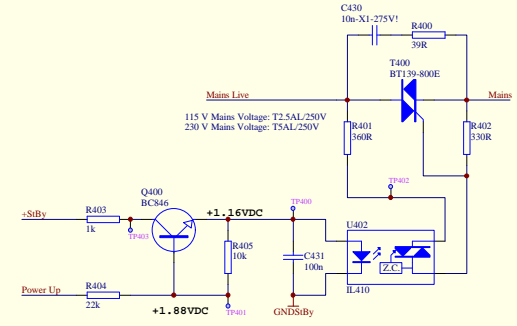 C430
10n-X1-275V!
R400
39R
T400
BT139-800E
Mains Live
Mains
115 V Mains Voltage: T2.5AL/250V
230 V Mains Voltage: T5AL/250V
R401
360R
R402
330R
TP402
Q400
BC846
+1.16VDC
TP400
+StBy
R403
1k
TP403
U402
R405
10k
C431
100n
Z.C.
IL410
Power Up
R404
22k
+1.88VDC
TP401
GNDStBy